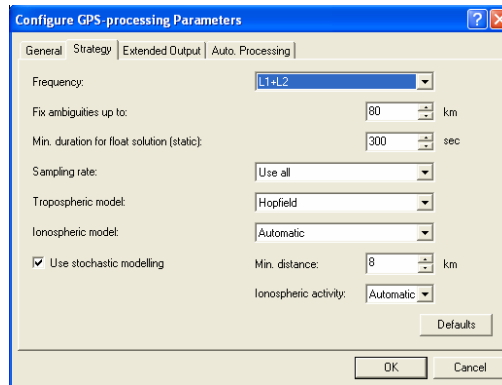 Configure GPS-processing Parameters
General Strategy Extended Output Auto. Processing
Frequency: L1+L2
Fix ambiguities up to: 80 km
Min. duration for float solution (static): 300 sec
Sampling rate: Use all
Tropospheric model: Hopfield
Ionospheric model: Automatic
Use stochastic modelling Min. distance: 8 km
Ionospheric activity: Automatic
Defaults
OK Cancel